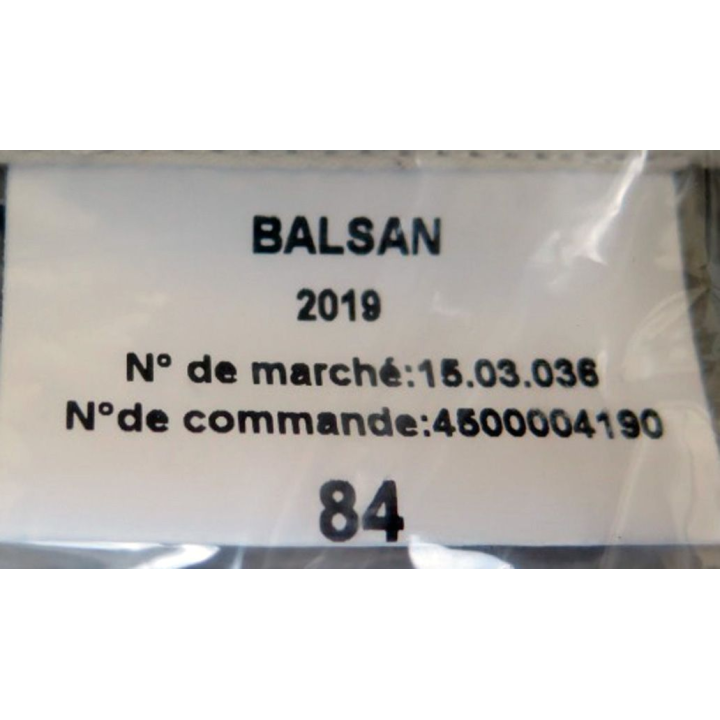 BALSAN
2019
N° de marché:15.03.036
N°de commande:4500004190
84